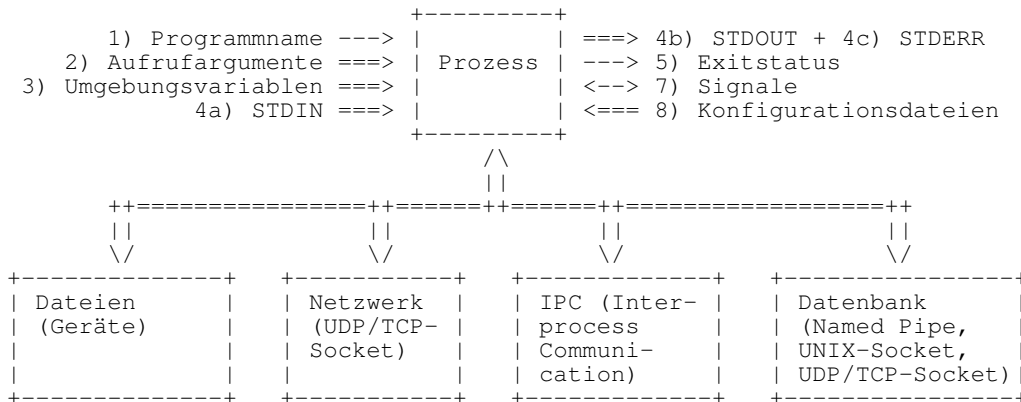 1) Programmname ---> | | ===> 4b) STDOUT + 4c) STDERR
2) Aufrufargumente ===> | Prozess | ---> 5) Exitstatus
3) Umgebungsvariablen ===> | | <--> 7) Signale
4a) STDIN ===> | | <=== 8) Konfigurationsdateien
| Dateien | | Netzwerk | | IPC (Inter- | | Datenbank |
| (Geräte) | | (UDP/TCP- | | process | | (Named Pipe, |
| | | Socket) | | Communi- | | UNIX-Socket, |
| | | | | cation) | | UDP/TCP-Socket) |